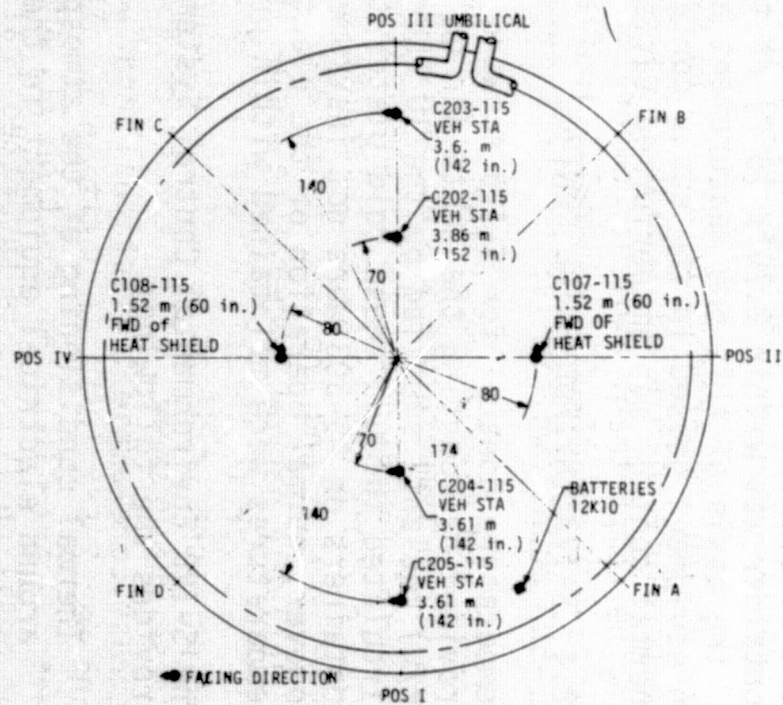 POS III UMBILICAL
FIN C
FIN B
C203-115
VEH STA
3.6. m
(142 in.)
140
C202-115
VEH STA
3.86 m
(152 in.)
70
C108-115
1.52 m (60 in.)
FWD OF
HEAT SHIELD
80
C107-115
1.52 m (60 in.)
FWD OF
HEAT SHIELD
POS IV
POS II
80
70
174
C204-115
VEH STA
3.61 m
(142 in.)
BATTERIES
12K10
140
C205-115
VEH STA
3.61 m
(142 in.)
FIN D
FIN A
FACING DIRECTION
POS I